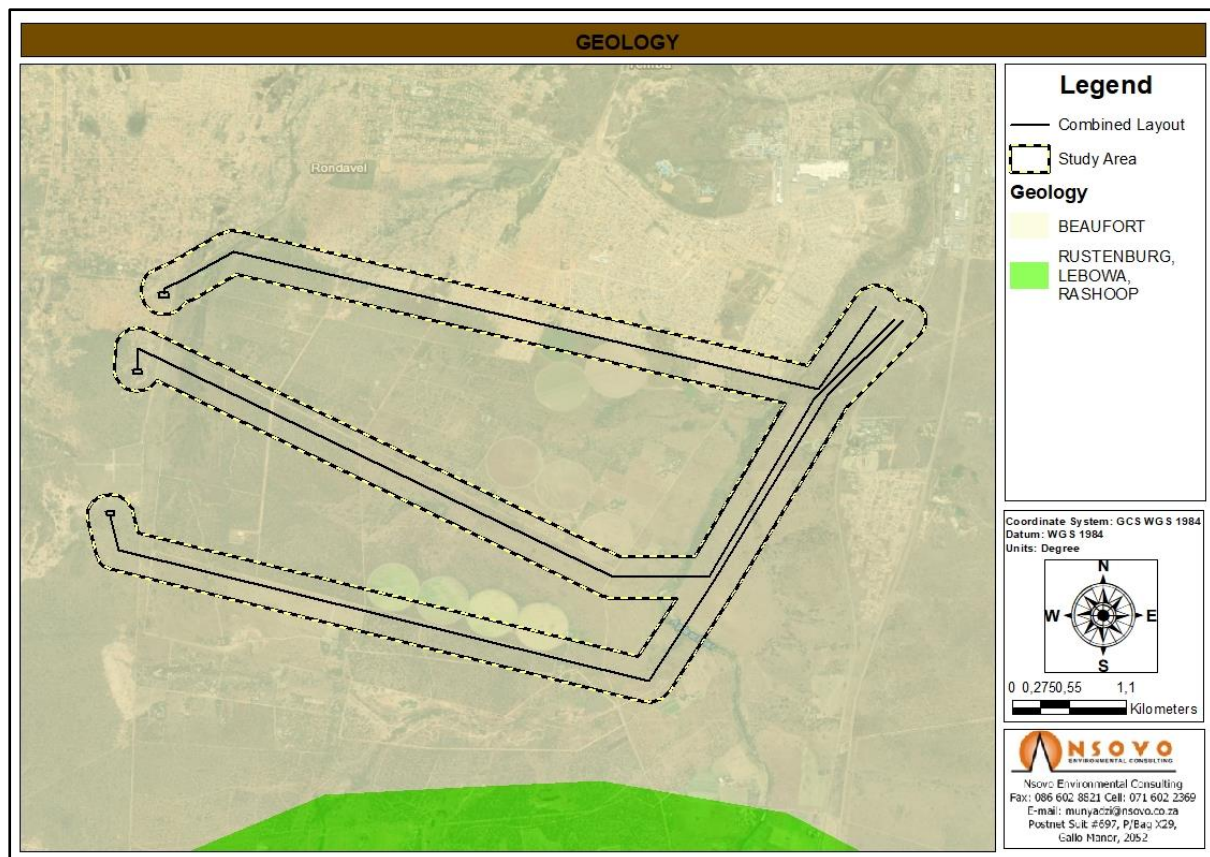 GEOLOGY
Rondavel
Legend
Combined Layout
Study Area
Geology
BEAUFORT
RUSTENBURG,
LEBOWA,
RASHOOP
Coordinate System: GCS WGS 1984
Datum: WGS 1984
Units: Degree
N
W E
S
0 0,275 0,55 1,1
Kilometers
NSOVO
ENVIRONMENTAL CONSULTING
Nsovo Environmental Consulting
Fax: 086 602 8821 Cell: 071 602 2369
E-mail: munyadzi@nsovo.co.za
Postnet Suit #697, P/Bag X29,
Gallo Manor, 2052